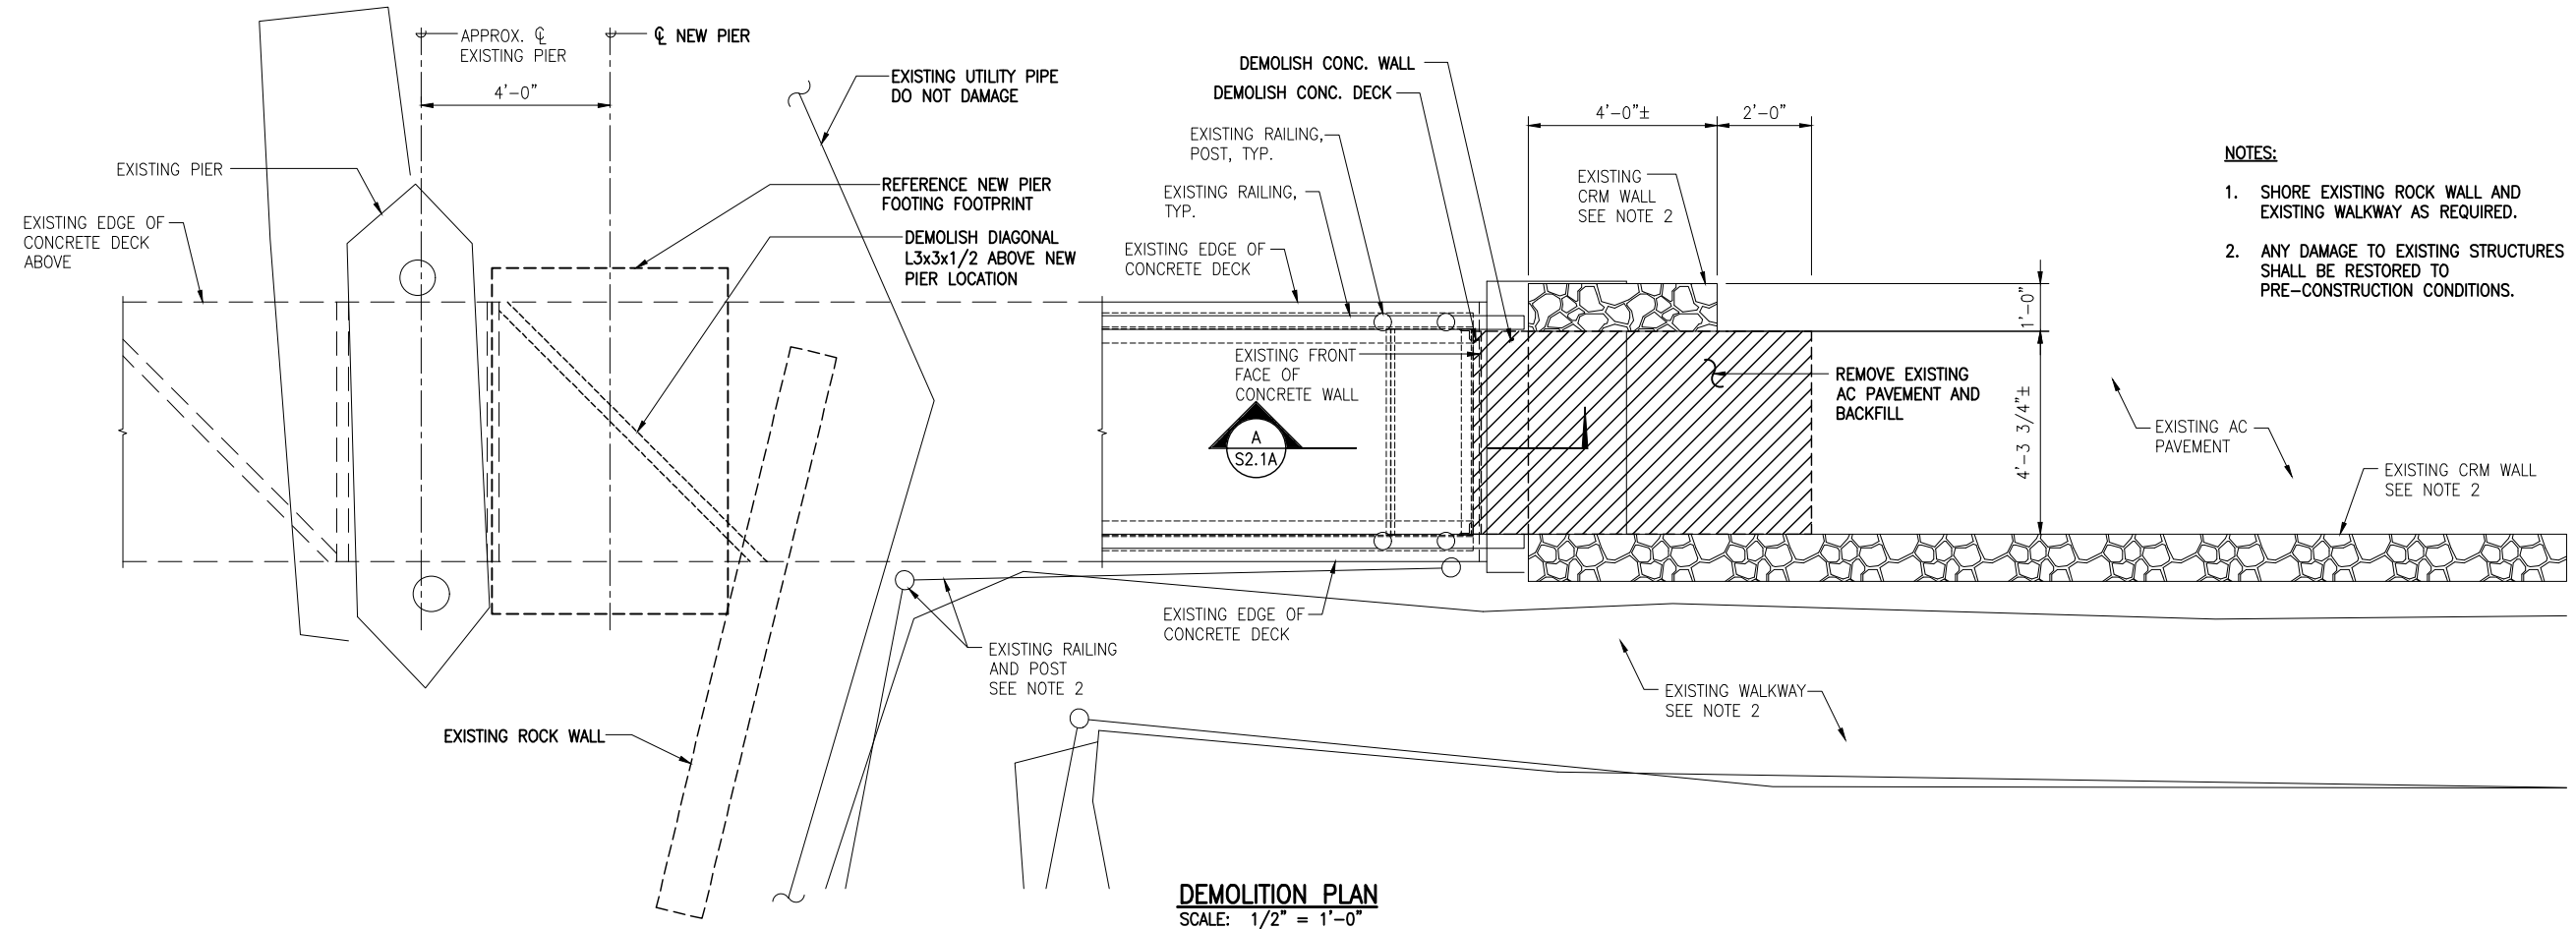 APPROX. ℄
EXISTING PIER
℄ NEW PIER
4'-0"
EXISTING UTILITY PIPE
DO NOT DAMAGE
DEMOLISH CONC. WALL
DEMOLISH CONC. DECK
EXISTING RAILING,
POST, TYP.
EXISTING RAILING,
TYP.
EXISTING EDGE OF
CONCRETE DECK
4'-0"±
2'-0"
EXISTING
CRM WALL
SEE NOTE 2
NOTES:
1. SHORE EXISTING ROCK WALL AND
EXISTING WALKWAY AS REQUIRED.
2. ANY DAMAGE TO EXISTING STRUCTURES
SHALL BE RESTORED TO
PRE-CONSTRUCTION CONDITIONS.
EXISTING PIER
EXISTING EDGE OF
CONCRETE DECK
ABOVE
REFERENCE NEW PIER
FOOTING FOOTPRINT
DEMOLISH DIAGONAL
L3x3x1/2 ABOVE NEW
PIER LOCATION
1'-0"
EXISTING FRONT
FACE OF
CONCRETE WALL
A
S2.1A
REMOVE EXISTING
AC PAVEMENT AND
BACKFILL
4'-3 3/4"±
EXISTING AC
PAVEMENT
EXISTING CRM WALL
SEE NOTE 2
EXISTING EDGE OF
CONCRETE DECK
EXISTING RAILING
AND POST
SEE NOTE 2
EXISTING WALKWAY
SEE NOTE 2
EXISTING ROCK WALL
DEMOLITION PLAN
SCALE: 1/2" = 1'-0"